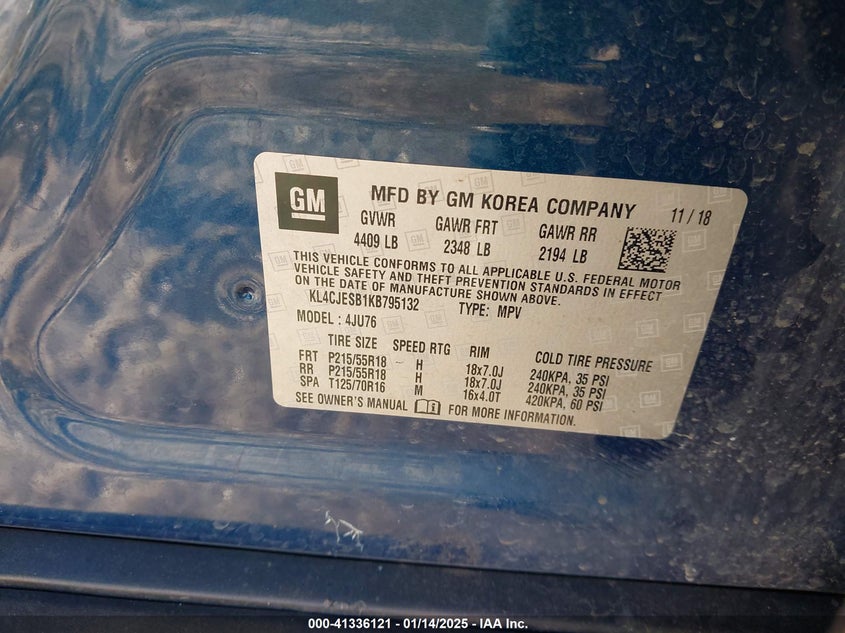 GM
MFD BY GM KOREA COMPANY 11/18
GVWR GAWR FRT GAWR RR
4409 LB 2348 LB 2194 LB
THIS VEHICLE CONFORMS TO ALL APPLICABLE U.S. FEDERAL MOTOR
VEHICLE SAFETY AND THEFT PREVENTION STANDARDS IN EFFECT
ON THE DATE OF MANUFACTURE SHOWN ABOVE.
KL4CJESB1KB795132 TYPE: MPV
MODEL: 4JU76
TIRE SIZE SPEED RTG RIM COLD TIRE PRESSURE
FRT P215/55R18 H 18x7.0J 240KPA, 35 PSI
RR P215/55R18 H 18x7.0J 240KPA, 35 PSI
SPA T125/70R16 M 16x4.0T 420KPA, 60 PSI
SEE OWNER'S MANUAL FOR MORE INFORMATION.
000-41336121 - 01/14/2025 - IAA Inc.